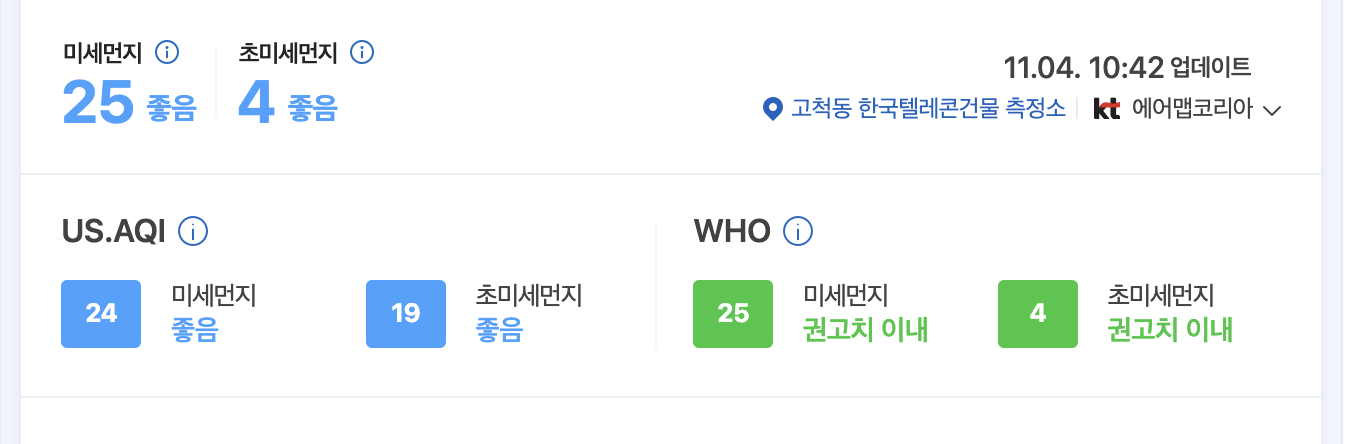 미세먼지
25 좋음
초미세먼지
4 좋음
11.04. 10:42 업데이트
고척동 한국텔레콘건물 측정소 kt 에어맵코리아
US.AQI
24 미세먼지
좋음
19 초미세먼지
좋음
WHO
25 미세먼지
권고치 이내
4 초미세먼지
권고치 이내